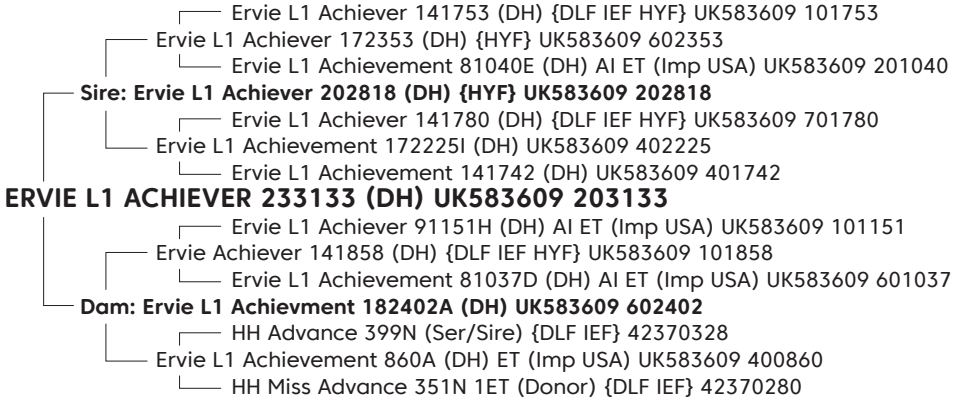 Ervie L1 Achiever 141753 (DH) {DLF IEF HYF} UK583609 101753
Ervie L1 Achiever 172353 (DH) {HYF} UK583609 602353
Ervie L1 Achievement 81040E (DH) AI ET (Imp USA) UK583609 201040
Sire: Ervie L1 Achiever 202818 (DH) {HYF} UK583609 202818
Ervie L1 Achiever 141780 (DH) {DLF IEF HYF} UK583609 701780
Ervie L1 Achievement 172225I (DH) UK583609 402225
Ervie L1 Achievement 141742 (DH) UK583609 401742
ERVIE L1 ACHIEVER 233133 (DH) UK583609 203133
Ervie L1 Achiever 91151H (DH) AI ET (Imp USA) UK583609 101151
Ervie Achiever 141858 (DH) {DLF IEF HYF} UK583609 101858
Ervie L1 Achievement 81037D (DH) AI ET (Imp USA) UK583609 601037
Dam: Ervie L1 Achievment 182402A (DH) UK583609 602402
HH Advance 399N (Ser/Sire) {DLF IEF} 42370328
Ervie L1 Achievement 860A (DH) ET (Imp USA) UK583609 400860
HH Miss Advance 351N 1ET (Donor) {DLF IEF} 42370280